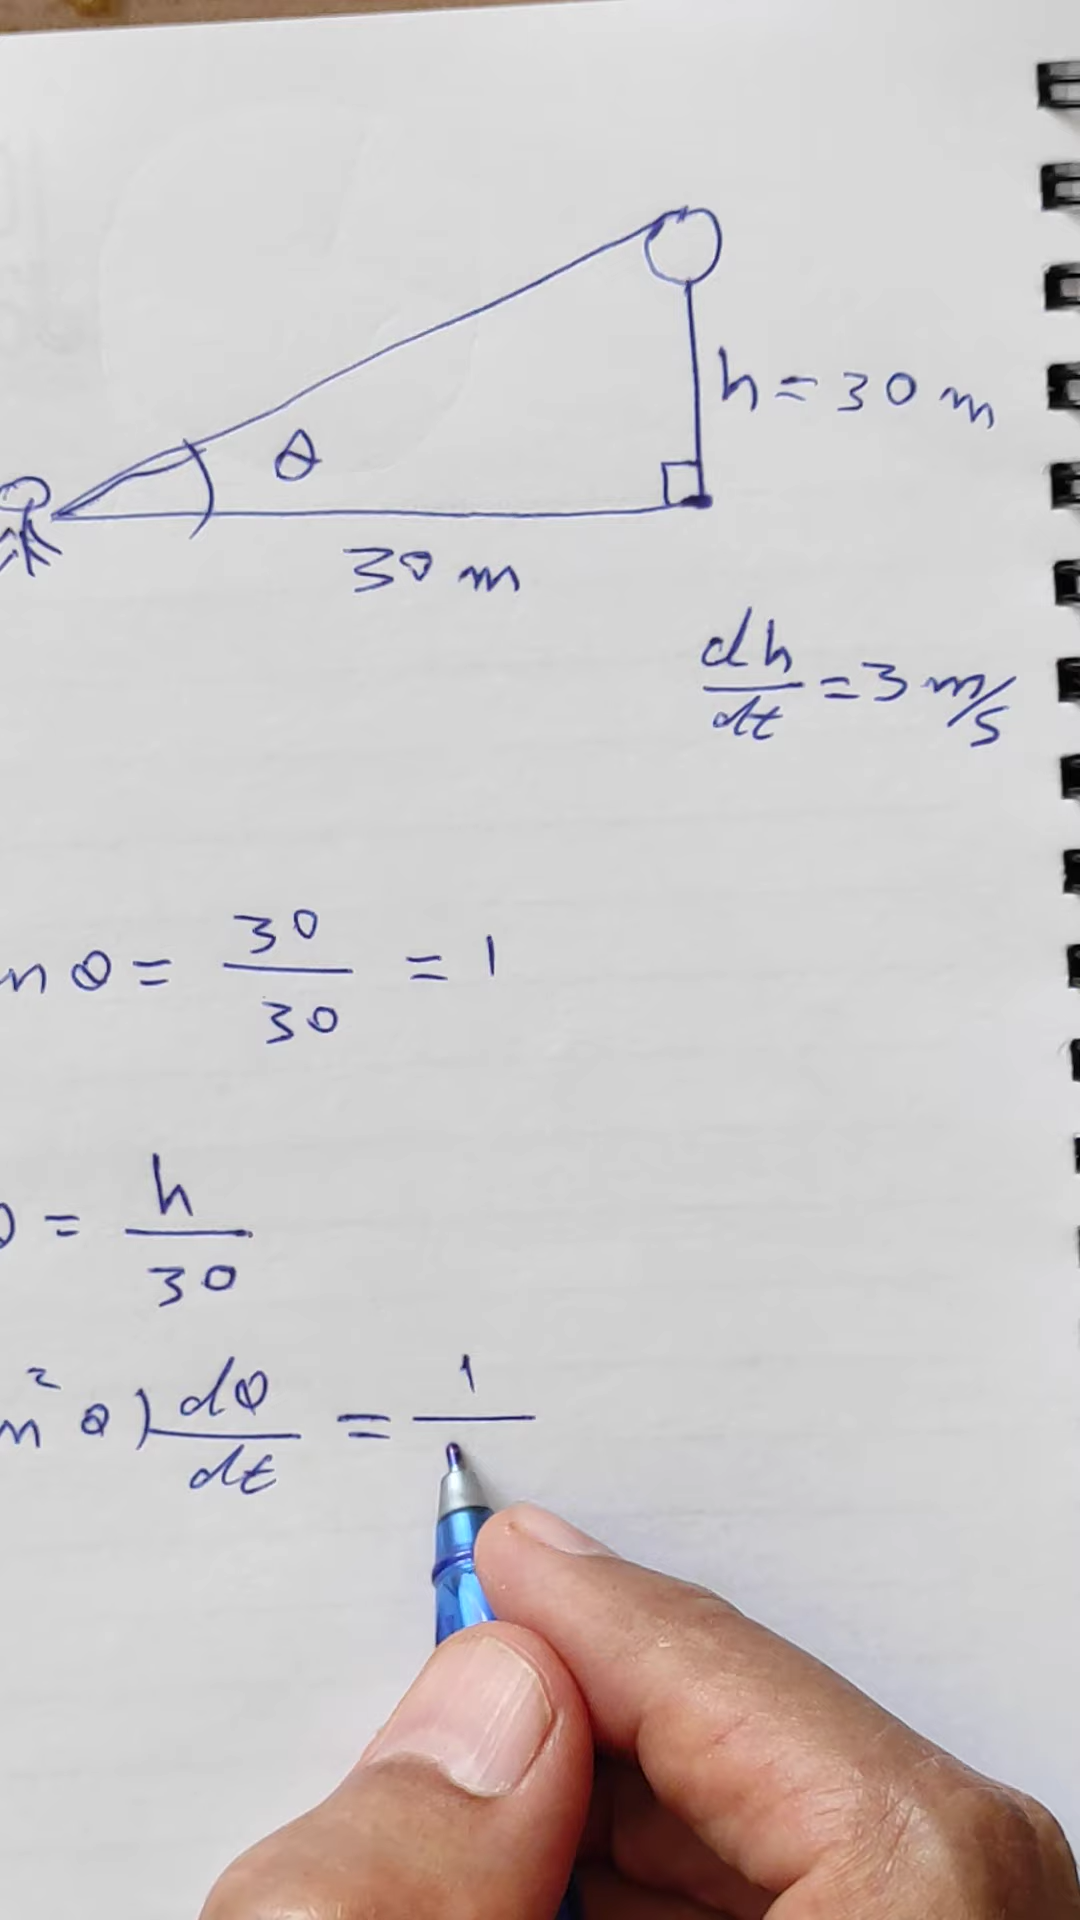 θ
h = 30 m
30 m
dh/dt = 3 m/s
n θ = 30/30 = 1
θ = h/30
n² θ) dθ/dt = 1/